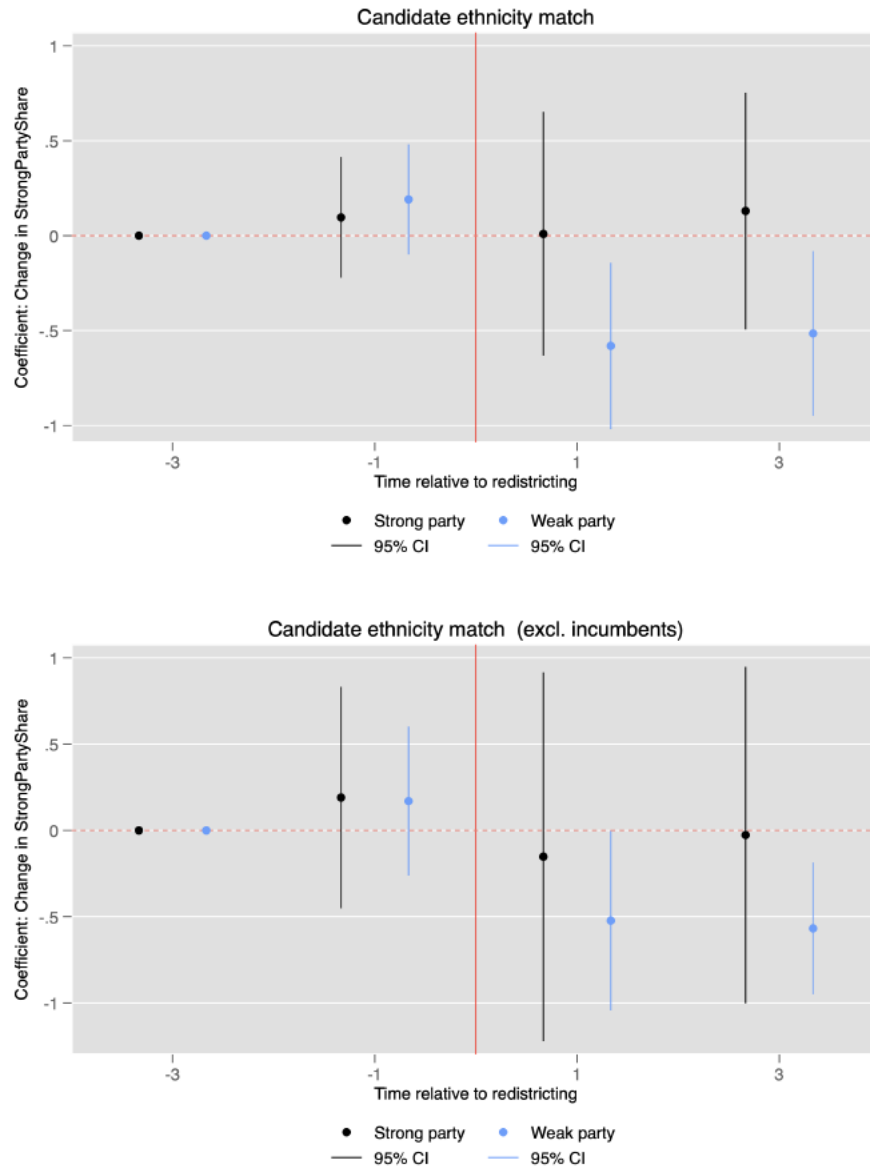 Candidate ethnicity match
Coefficient: Change in StrongPartyShare
1
.5
0
-.5
-1
-3
-1
1
3
Time relative to redistricting
Strong party
Weak party
95% CI
95% CI
Candidate ethnicity match (excl. incumbents)
Coefficient: Change in StrongPartyShare
1
.5
0
-.5
-1
-3
-1
1
3
Time relative to redistricting
Strong party
Weak party
95% CI
95% CI